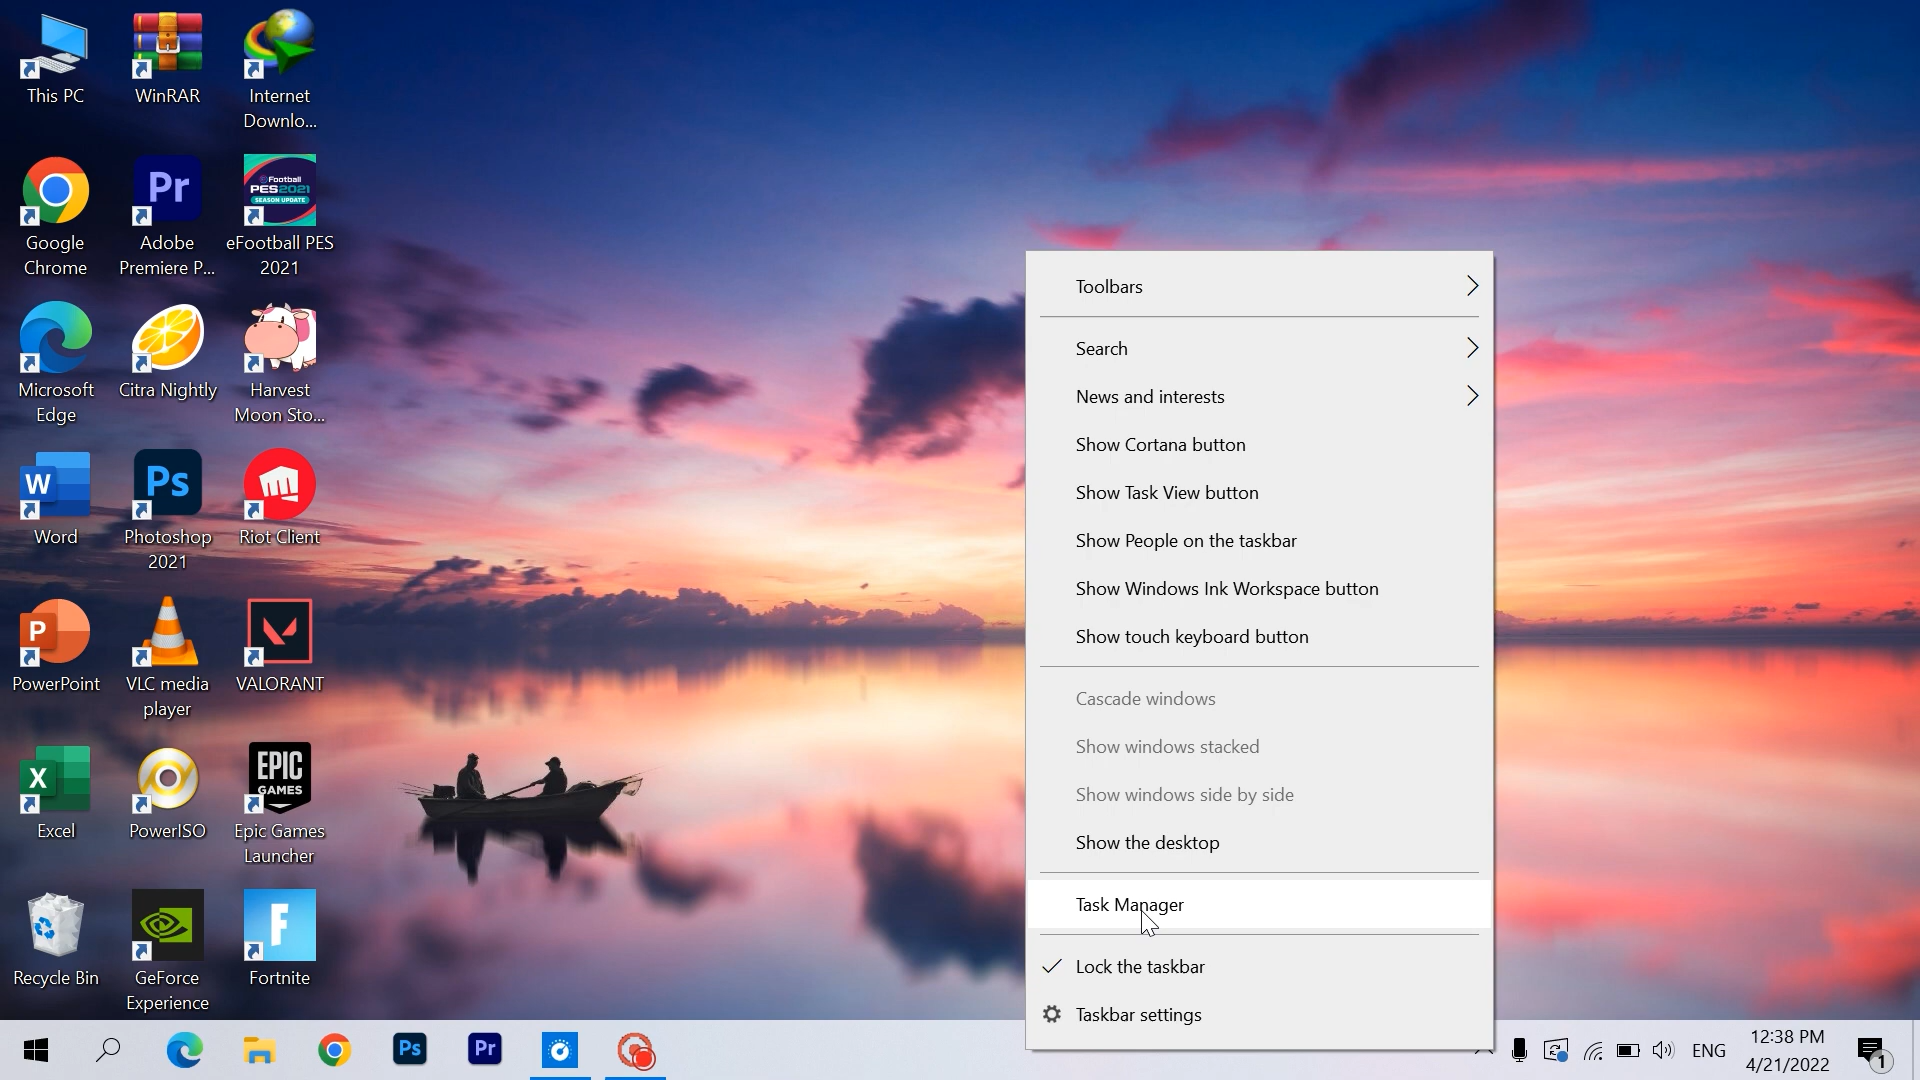 This PC
WinRAR
Internet
Downlo...
Google
Chrome
Pr
Adobe
Premiere P...
eFootball
PES2021
SEASON UPDATE
eFootball PES
2021
Microsoft
Edge
Citra Nightly
Harvest
Moon Sto...
W
Word
Ps
Photoshop
2021
Riot Client
P
PowerPoint
VLC media
player
VALORANT
X
Excel
PowerISO
EPIC
GAMES
Epic Games
Launcher
Recycle Bin
GeForce
Experience
F
Fortnite
Toolbars
Search
News and interests
Show Cortana button
Show Task View button
Show People on the taskbar
Show Windows Ink Workspace button
Show touch keyboard button
Cascade windows
Show windows stacked
Show windows side by side
Show the desktop
Task Manager
Lock the taskbar
Taskbar settings
Ps
Pr
ENG
12:38 PM
4/21/2022
1